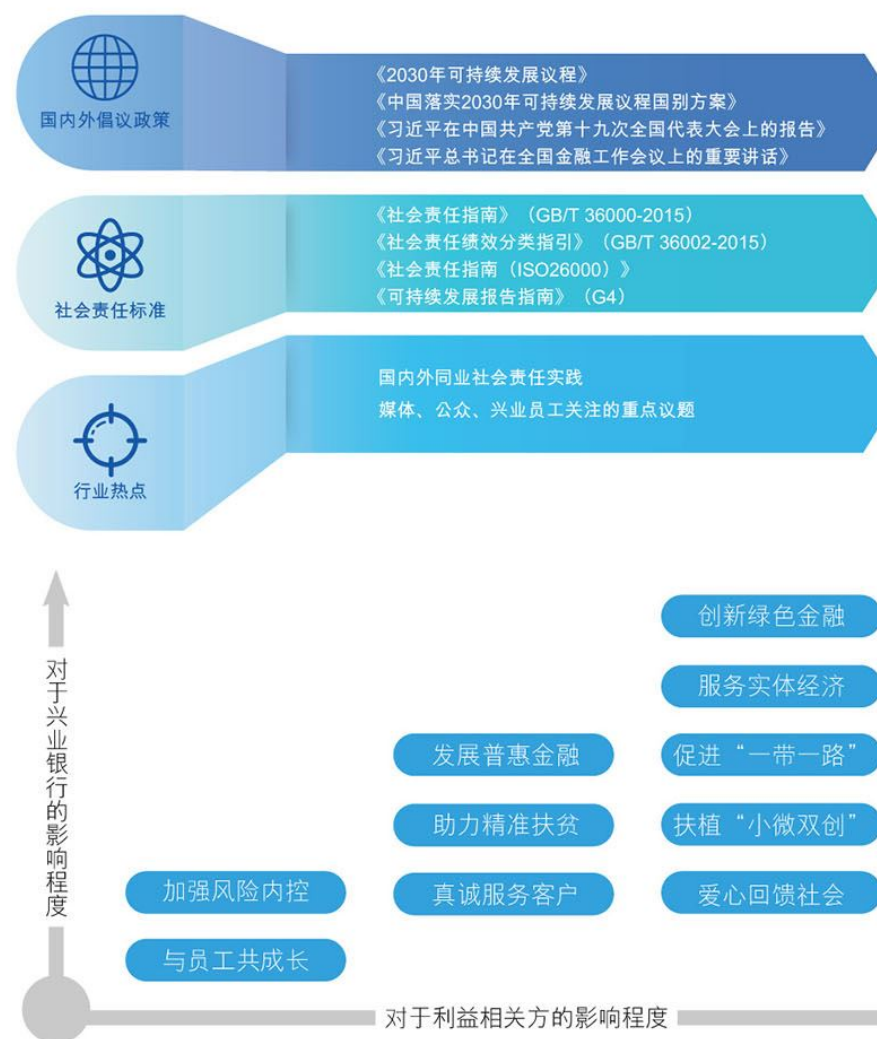 国内外倡议政策
《2030年可持续发展议程》
《中国落实2030年可持续发展议程国别方案》
《习近平在中国共产党第十九次全国代表大会上的报告》
《习近平总书记在全国金融工作会议上的重要讲话》
社会责任标准
《社会责任指南》（GB/T 36000-2015）
《社会责任绩效分类指引》（GB/T 36002-2015）
《社会责任指南（ISO26000）》
《可持续发展报告指南》（G4）
行业热点
国内外同业社会责任实践
媒体、公众、兴业员工关注的重点议题
对于兴业银行的影响程度
创新绿色金融
服务实体经济
发展普惠金融
促进“一带一路”
助力精准扶贫
扶植“小微双创”
加强风险内控
真诚服务客户
爱心回馈社会
与员工共成长
对于利益相关方的影响程度